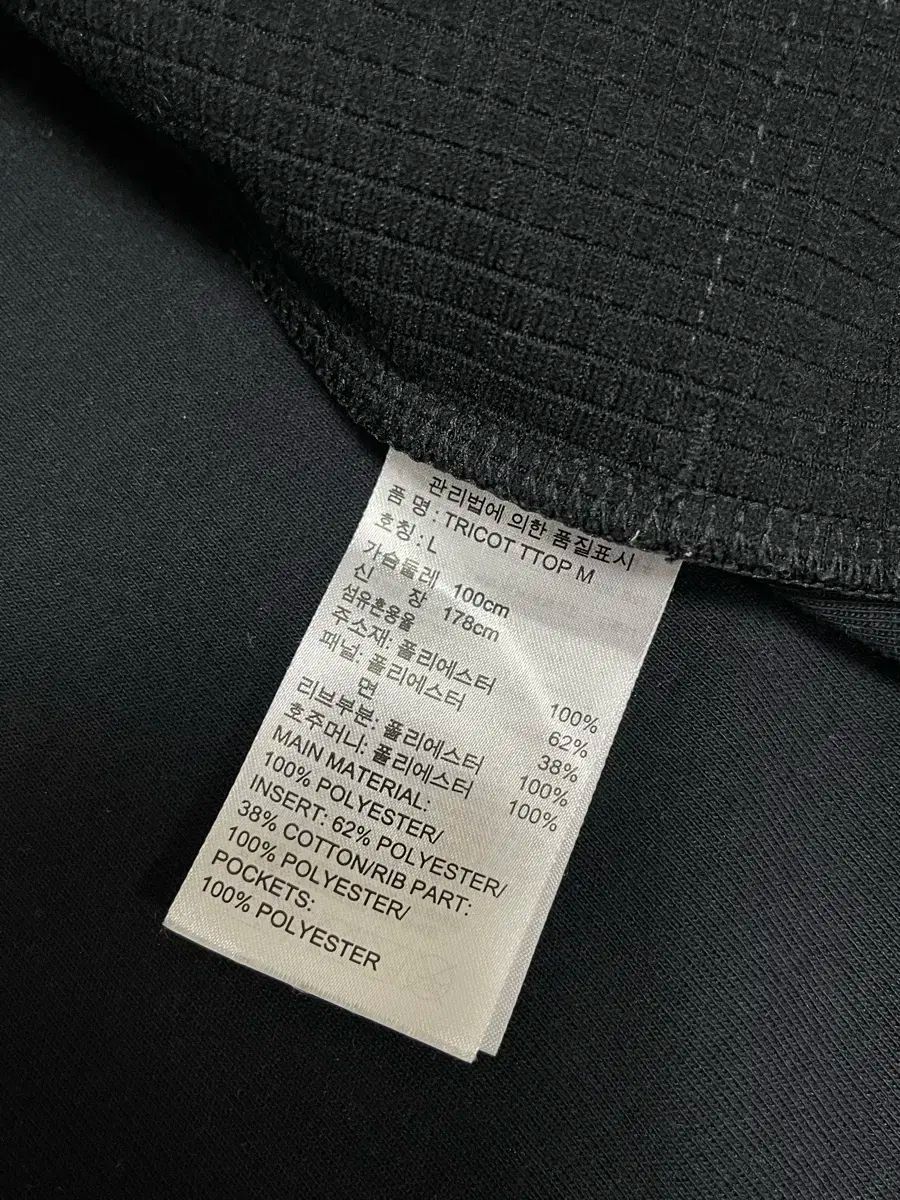 관리법에 의한 품질표시
품 명 : TRICOT TTOP M
호칭 : L
가슴둘레 100cm
신 장 178cm
섬유혼용율
주소재: 폴리에스터 100%
패널: 폴리에스터 62%
면 38%
리브부분: 폴리에스터 100%
호주머니: 폴리에스터 100%
MAIN MATERIAL:
100% POLYESTER/
INSERT: 62% POLYESTER/
38% COTTON/RIB PART:
100% POLYESTER/
POCKETS:
100% POLYESTER